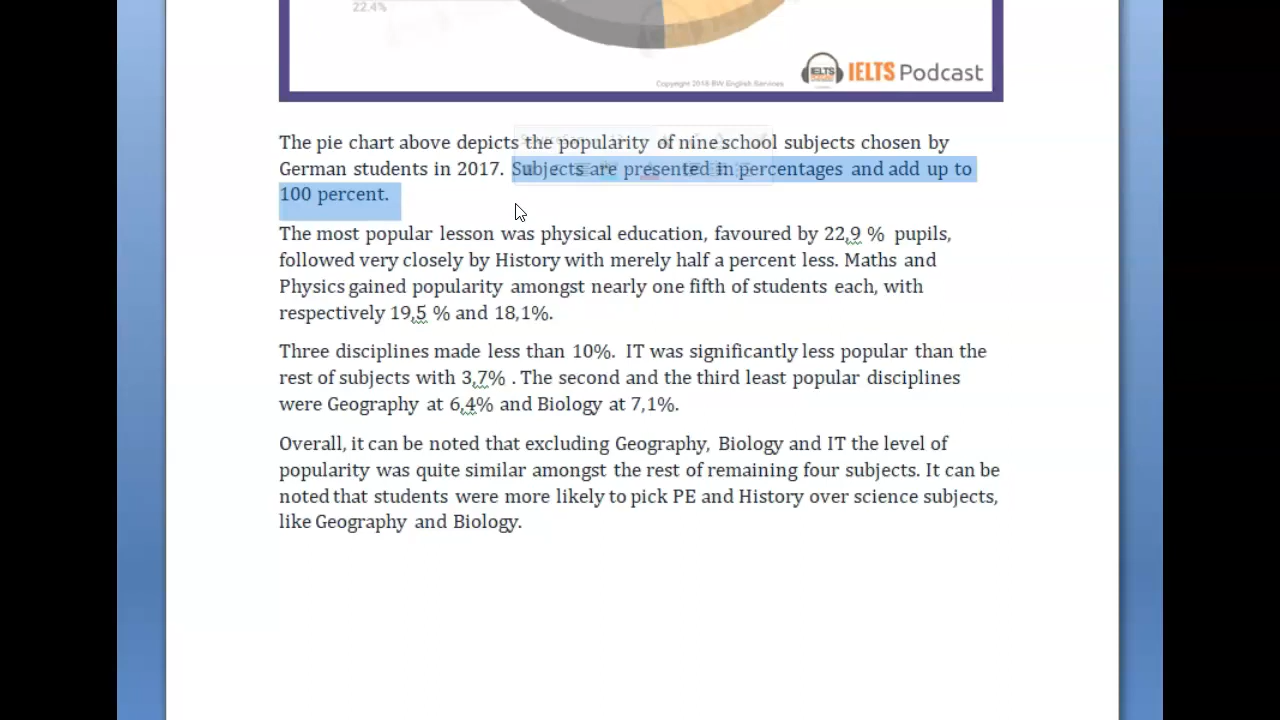 22.4%
Copyright 2018 BW English Services
IELTS
IELTS Podcast
The pie chart above depicts the popularity of nine school subjects chosen by
German students in 2017. Subjects are presented in percentages and add up to
100 percent.
The most popular lesson was physical education, favoured by 22,9 % pupils,
followed very closely by History with merely half a percent less. Maths and
Physics gained popularity amongst nearly one fifth of students each, with
respectively 19,5 % and 18,1%.
Three disciplines made less than 10%. IT was significantly less popular than the
rest of subjects with 3,7% . The second and the third least popular disciplines
were Geography at 6,4% and Biology at 7,1%.
Overall, it can be noted that excluding Geography, Biology and IT the level of
popularity was quite similar amongst the rest of remaining four subjects. It can be
noted that students were more likely to pick PE and History over science subjects,
like Geography and Biology.